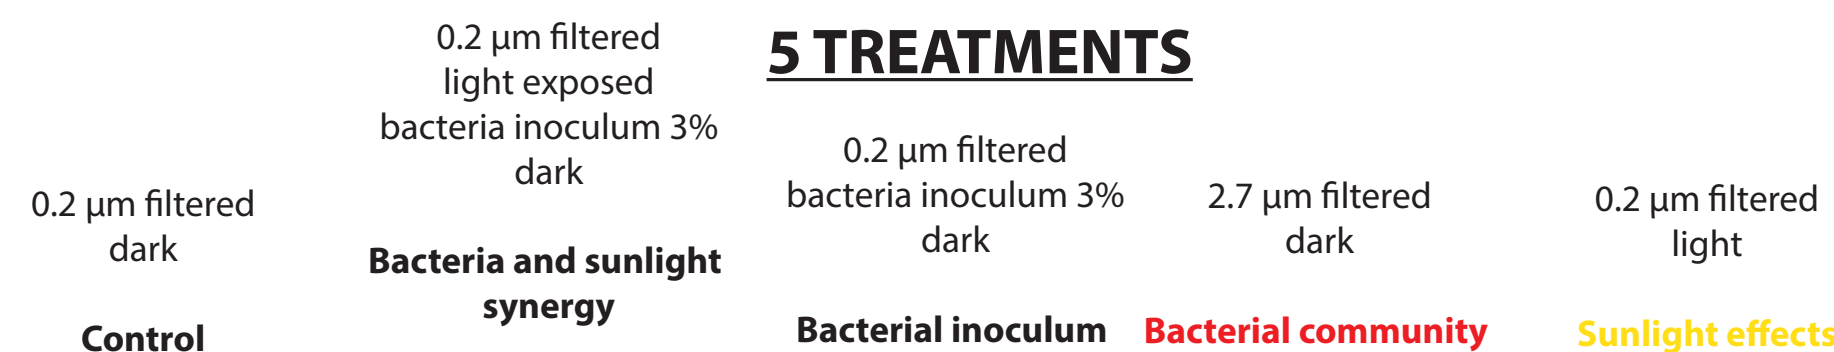 5 TREATMENTS
0.2 µm filtered
dark
Control
0.2 µm filtered
light exposed
bacteria inoculum 3%
dark
Bacteria and sunlight
synergy
0.2 µm filtered
bacteria inoculum 3%
dark
Bacterial inoculum
2.7 µm filtered
dark
Bacterial community
0.2 µm filtered
light
Sunlight effects